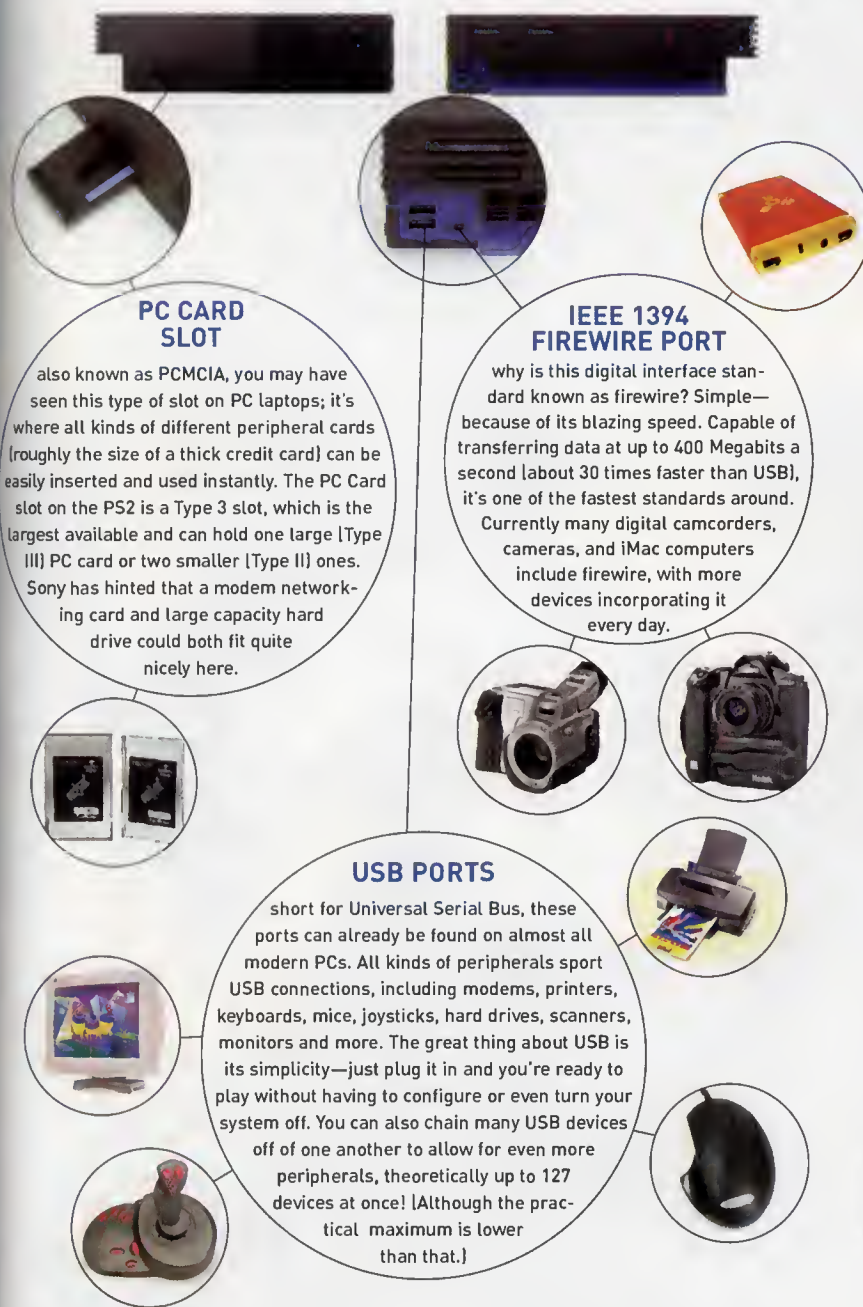 PC CARD
SLOT
also known as PCMCIA, you may have
seen this type of slot on PC laptops; it's
where all kinds of different peripheral cards
(roughly the size of a thick credit card) can be
easily inserted and used instantly. The PC Card
slot on the PS2 is a Type 3 slot, which is the
largest available and can hold one large (Type
III) PC card or two smaller (Type II) ones.
Sony has hinted that a modem network-
ing card and large capacity hard
drive could both fit quite
nicely here.
IEEE 1394
FIREWIRE PORT
why is this digital interface stan-
dard known as firewire? Simple—
because of its blazing speed. Capable of
transferring data at up to 400 Megabits a
second (about 30 times faster than USB),
it's one of the fastest standards around.
Currently many digital camcorders,
cameras, and iMac computers
include firewire, with more
devices incorporating it
every day.
Kodak
USB PORTS
short for Universal Serial Bus, these
ports can already be found on almost all
modern PCs. All kinds of peripherals sport
USB connections, including modems, printers,
keyboards, mice, joysticks, hard drives, scanners,
monitors and more. The great thing about USB is
its simplicity—just plug it in and you're ready to
play without having to configure or even turn your
system off. You can also chain many USB devices
off of one another to allow for even more
peripherals, theoretically up to 127
devices at once! (Although the prac-
tical maximum is lower
than that.)